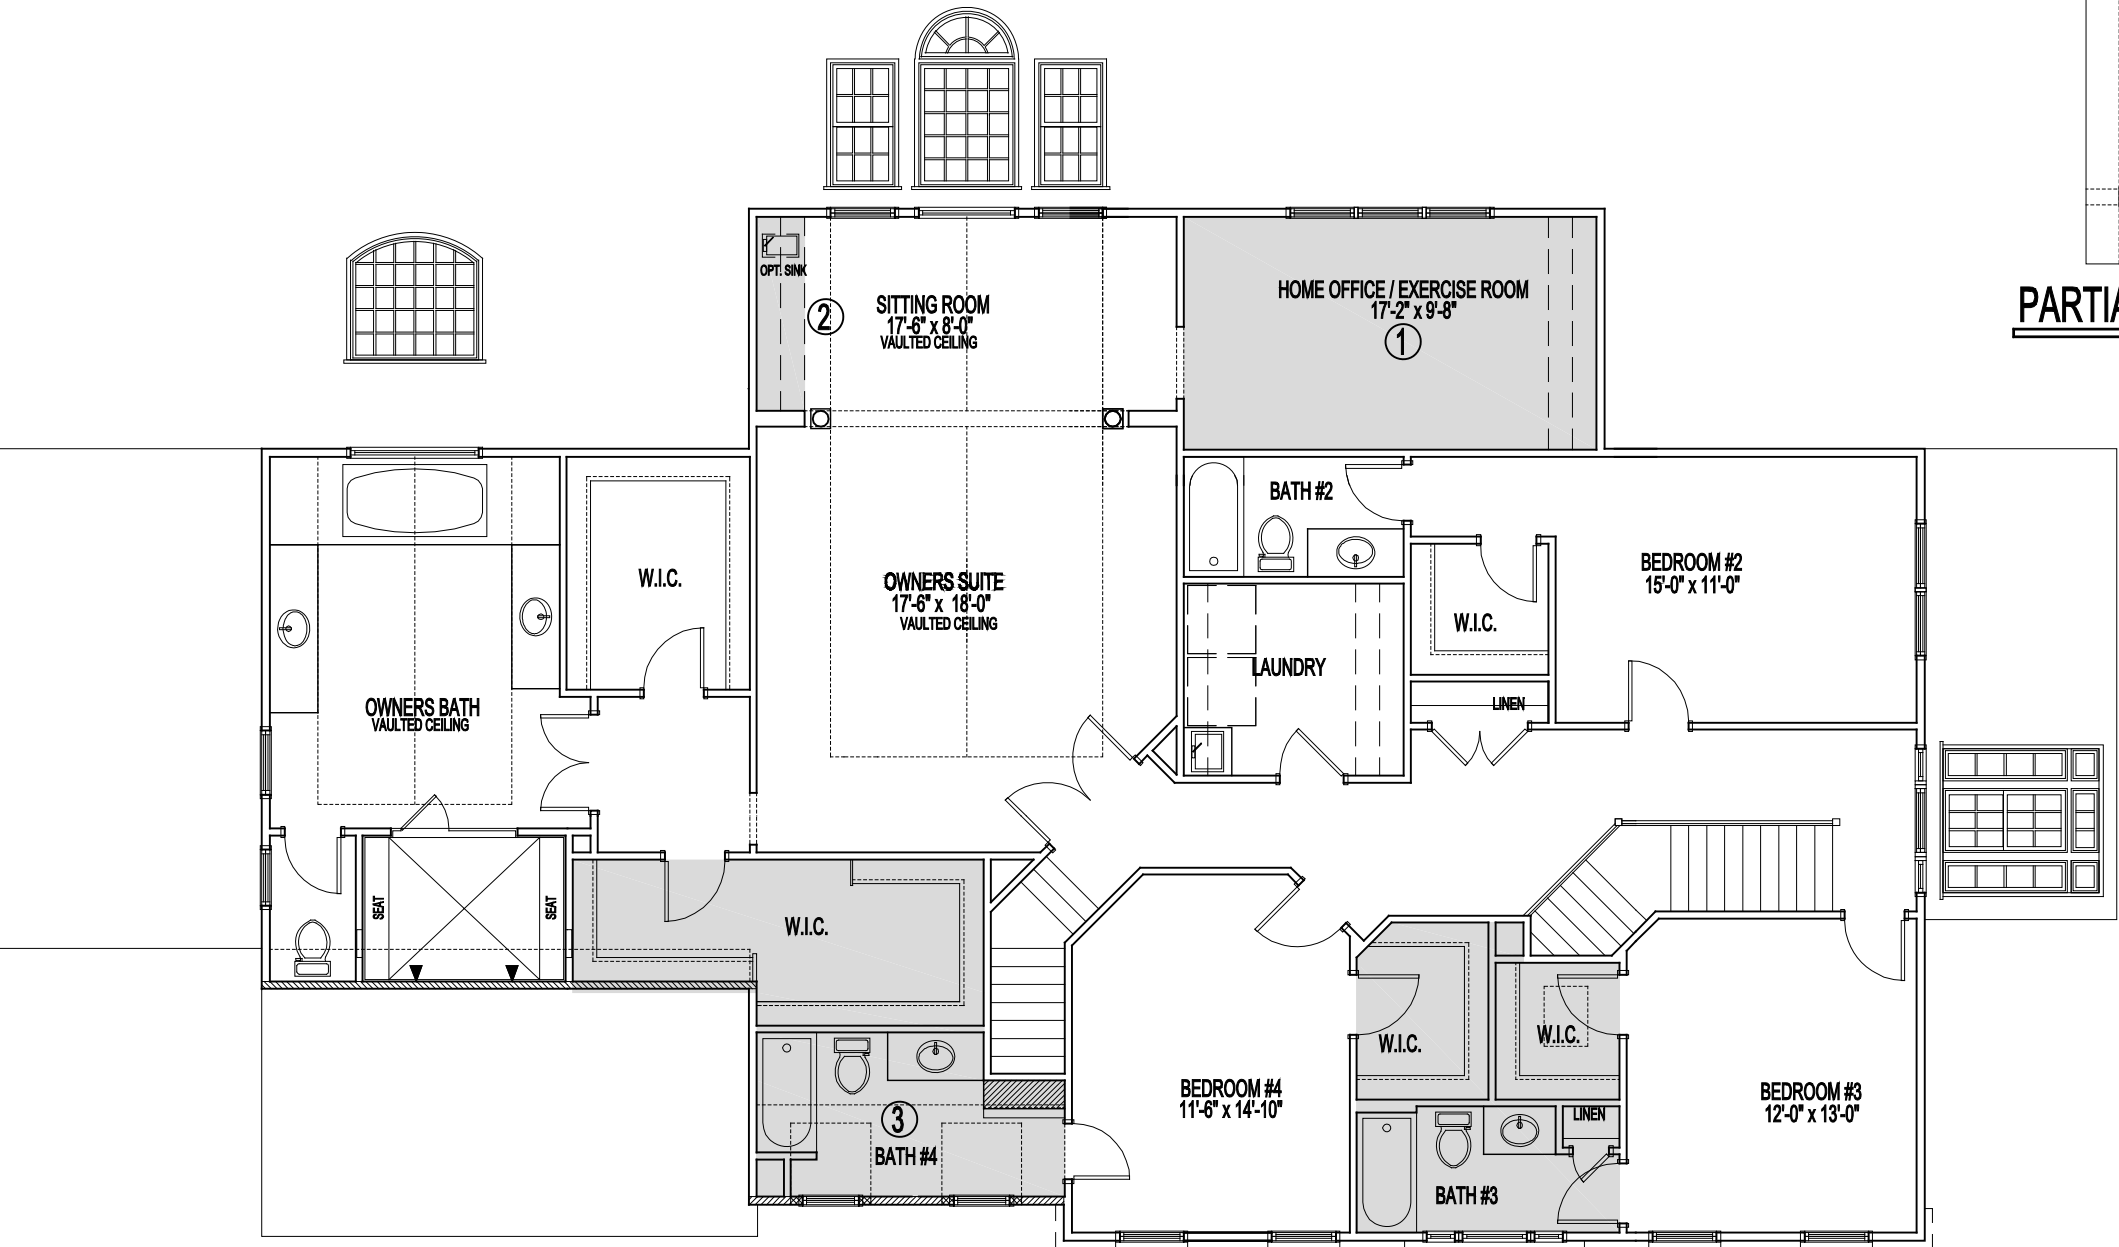 OPT. SINK
2
SITTING ROOM
17'-6" x 8'-0"
VAULTED CEILING
HOME OFFICE / EXERCISE ROOM
17'-2" x 9'-8"
1
PARTIA
BATH #2
W.I.C.
OWNERS SUITE
17'-6" x 18'-0"
VAULTED CEILING
BEDROOM #2
15'-0" x 11'-0"
W.I.C.
LAUNDRY
LINEN
OWNERS BATH
VAULTED CEILING
SEAT
SEAT
W.I.C.
W.I.C.
W.I.C.
BEDROOM #4
11'-6" x 14'-10"
BEDROOM #3
12'-0" x 13'-0"
LINEN
3
BATH #4
BATH #3